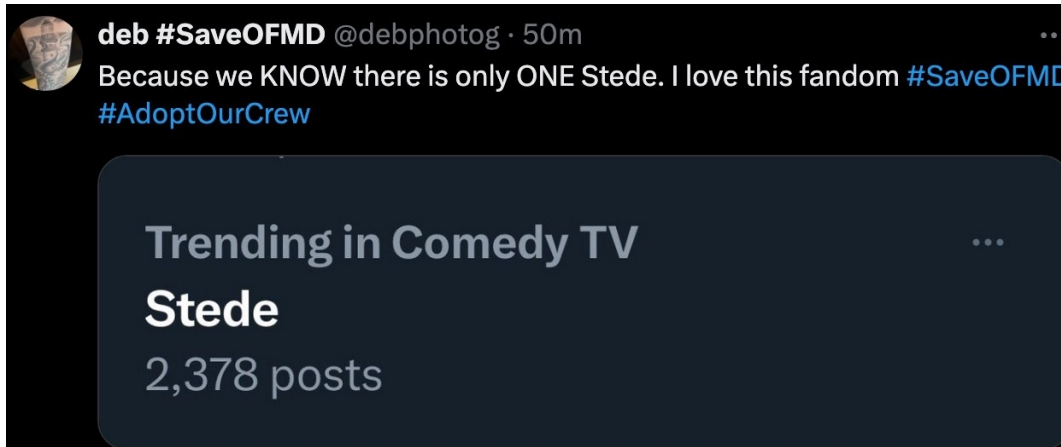 deb #SaveOFMD @debphotog · 50m
Because we KNOW there is only ONE Stede. I love this fandom #SaveOFMD
#AdoptOurCrew
Trending in Comedy TV
Stede
2,378 posts